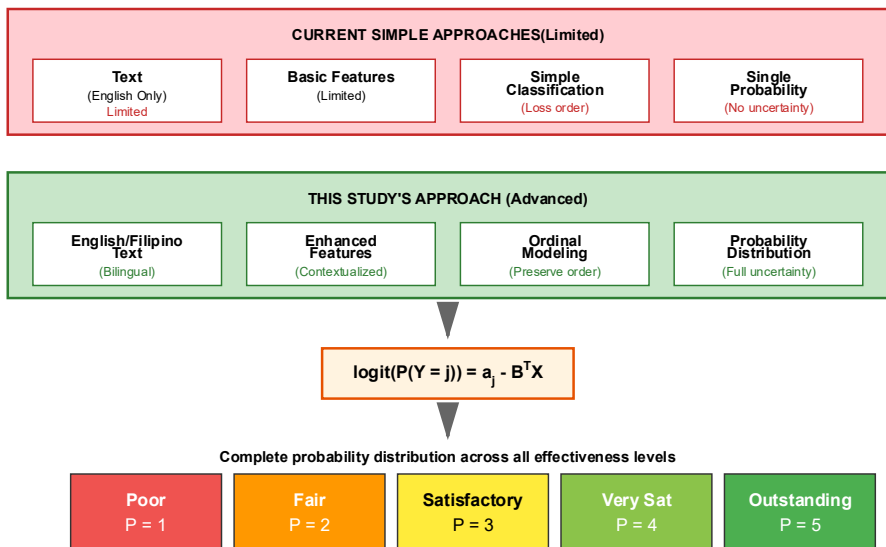 CURRENT SIMPLE APPROACHES(Limited)
Text
(English Only)
Limited
Basic Features
(Limited)
Simple
Classification
(Loss order)
Single
Probability
(No uncertainty)
THIS STUDY'S APPROACH (Advanced)
English/Filipino
Text
(Bilingual)
Enhanced
Features
(Contextualized)
Ordinal
Modeling
(Preserve order)
Probability
Distribution
(Full uncertainty)
logit(P(Y = j)) = a_j - B^T X
Complete probability distribution across all effectiveness levels
Poor
P = 1
Fair
P = 2
Satisfactory
P = 3
Very Sat
P = 4
Outstanding
P = 5